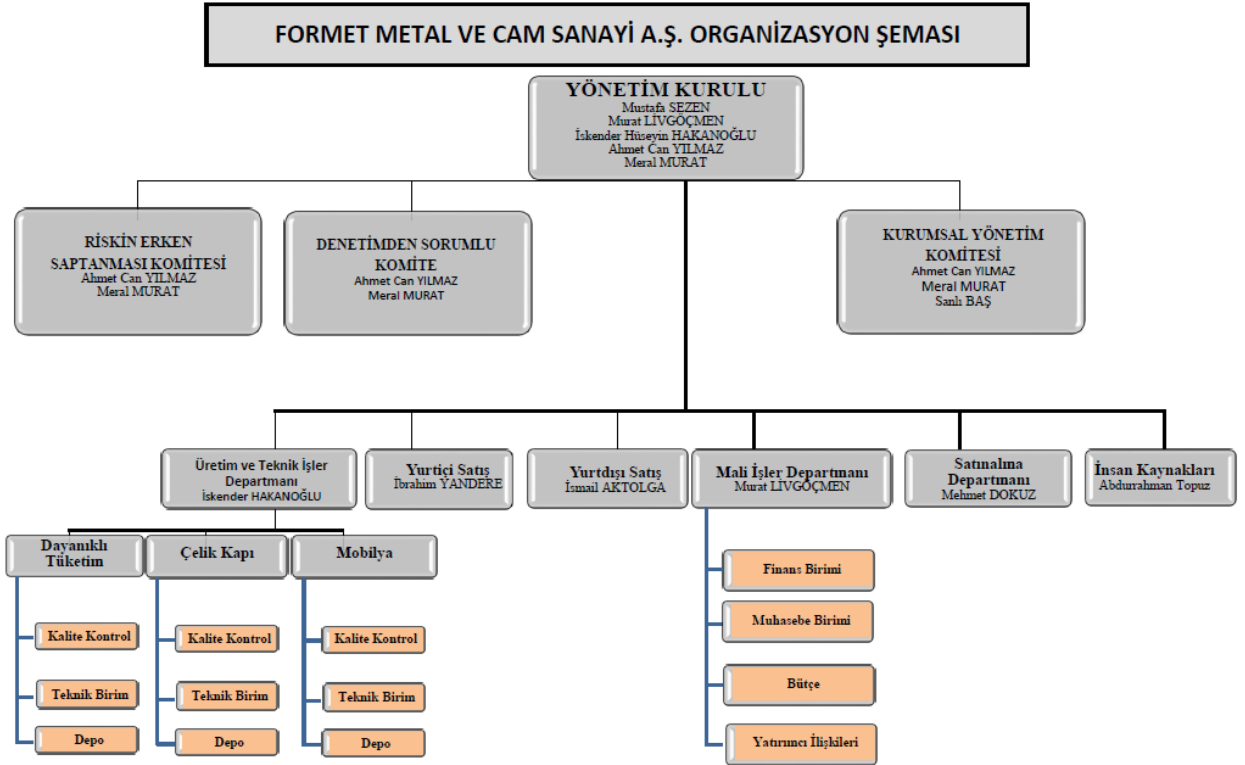 FORMET METAL VE CAM SANAYİ A.Ş. ORGANİZASYON ŞEMASI
YÖNETİM KURULU
Mustafa SEZEN
Murat LİVGÖÇMEN
İskender Hüseyin HAKANOĞLU
Ahmet Can YILMAZ
Meral MURAT
RİSKİN ERKEN
SAPTANMASI KOMİTESİ
Ahmet Can YILMAZ
Meral MURAT
DENETİMDEN SORUMLU
KOMİTE
Ahmet Can YILMAZ
Meral MURAT
KURUMSAL YÖNETİM
KOMİTESİ
Ahmet Can YILMAZ
Meral MURAT
Sanlı BAŞ
Üretim ve Teknik İşler
Departmanı
İskender HAKANOĞLU
Yurtiçi Satış
İbrahim YANDERE
Yurtdışı Satış
İsmail AKTOLGA
Mali İşler Departmanı
Murat LİVGÖÇMEN
Satınalma
Departmanı
Mehmet DOKUZ
İnsan Kaynakları
Abdurrahman Topuz
Dayanıklı
Tüketim
Çelik Kapı
Mobilya
Kalite Kontrol
Teknik Birim
Depo
Kalite Kontrol
Teknik Birim
Depo
Kalite Kontrol
Teknik Birim
Depo
Finans Birimi
Muhasebe Birimi
Bütçe
Yatırımcı İlişkileri